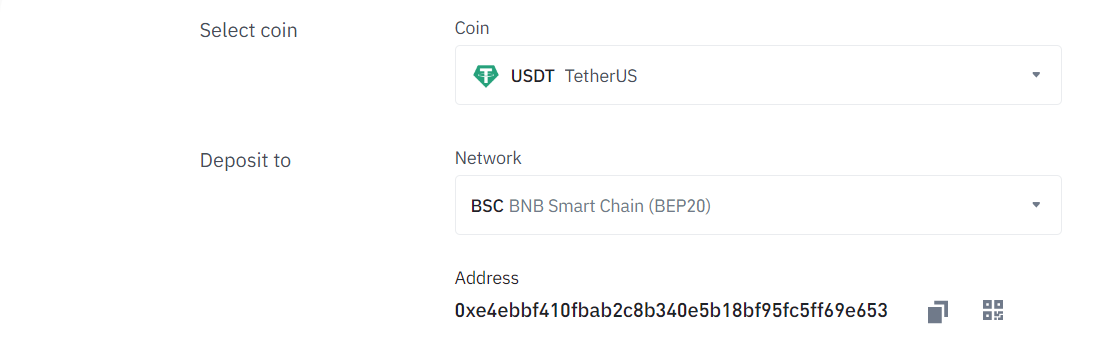 Select coin
Coin
USDT TetherUS
Deposit to
Network
BSC BNB Smart Chain (BEP20)
Address
0xe4ebbf410fbab2c8b340e5b18bf95fc5ff69e653